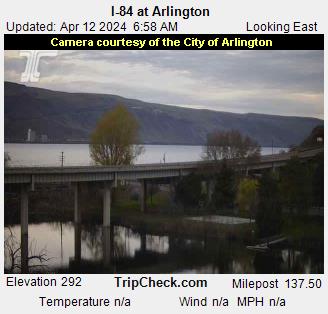 I-84 at Arlington
Updated: Apr 12 2024 6:58 AM Looking East
Camera courtesy of the City of Arlington
Elevation 292 TripCheck.com Milepost 137.50
Temperature n/a Wind n/a MPH n/a